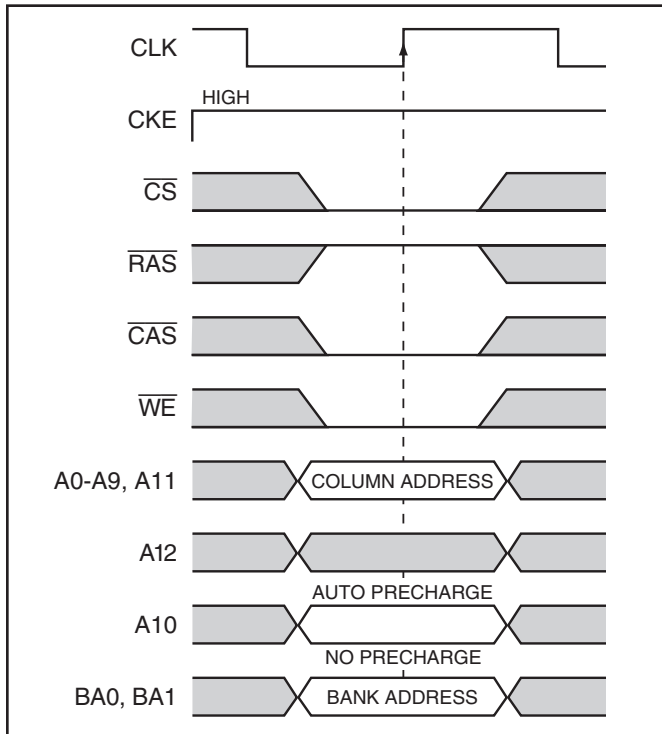 CLK
HIGH
CKE
CS
RAS
CAS
WE
A0-A9, A11 COLUMN ADDRESS
A12
AUTO PRECHARGE
A10
NO PRECHARGE
BA0, BA1 BANK ADDRESS